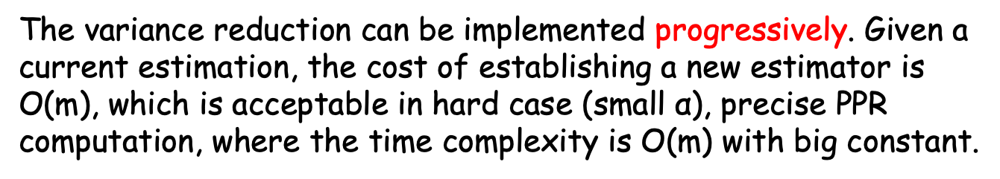 The variance reduction can be implemented progressively. Given a
current estimation, the cost of establishing a new estimator is
O(m), which is acceptable in hard case (small α), precise PPR
computation, where the time complexity is O(m) with big constant.